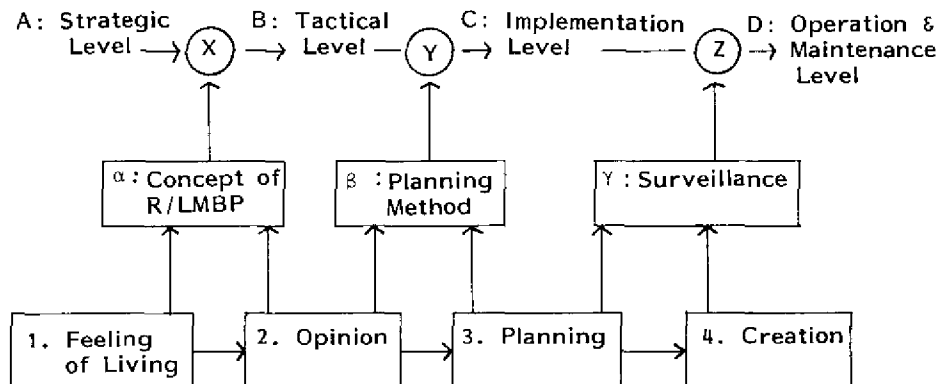 A: Strategic Level
X
B: Tactical Level
Y
C: Implementation Level
Z
D: Operation & Maintenance Level
α: Concept of
R/LMBP
β: Planning
Method
γ: Surveillance
1. Feeling
of Living
2. Opinion
3. Planning
4. Creation